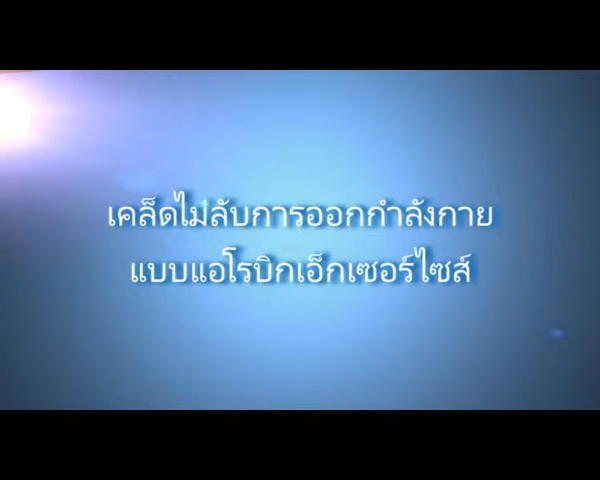 เคล็ดไม่ลับการออกกำลังกาย
แบบแอโรบิกเอ็กเซอร์ไซส์